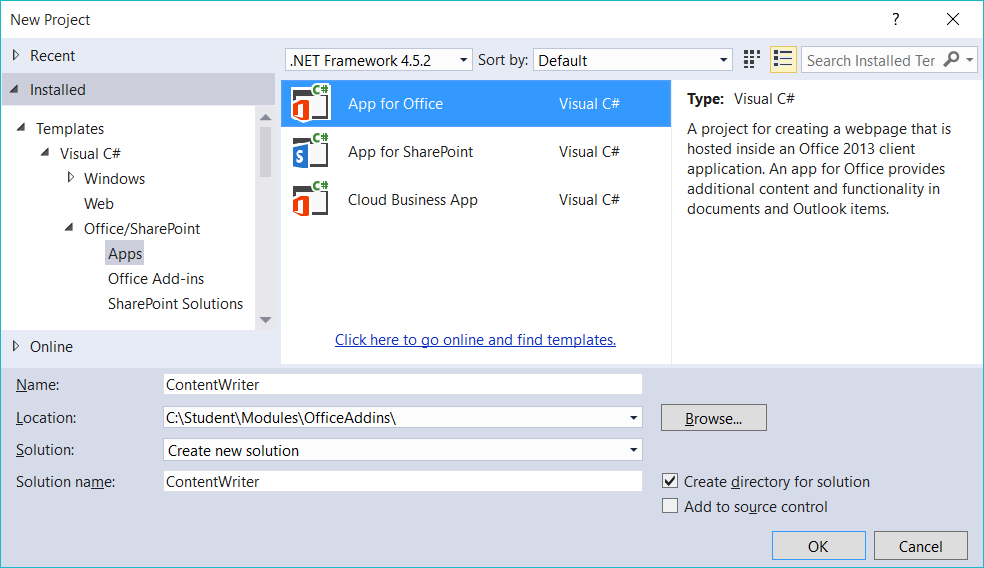 New Project
?
Recent
.NET Framework 4.5.2
Sort by:
Default
Search Installed Ter
Installed
Templates
Visual C#
Windows
Web
Office/SharePoint
Apps
Office Add-ins
SharePoint Solutions
Online
C#
App for Office
Visual C#
C#
S
App for SharePoint
Visual C#
C#
Cloud Business App
Visual C#
Click here to go online and find templates.
Type: Visual C#
A project for creating a webpage that is
hosted inside an Office 2013 client
application. An app for Office provides
additional content and functionality in
documents and Outlook items.
Name:
ContentWriter
Location:
C:\Student\Modules\OfficeAddins\
Browse...
Solution:
Create new solution
Solution name:
ContentWriter
Create directory for solution
Add to source control
OK
Cancel